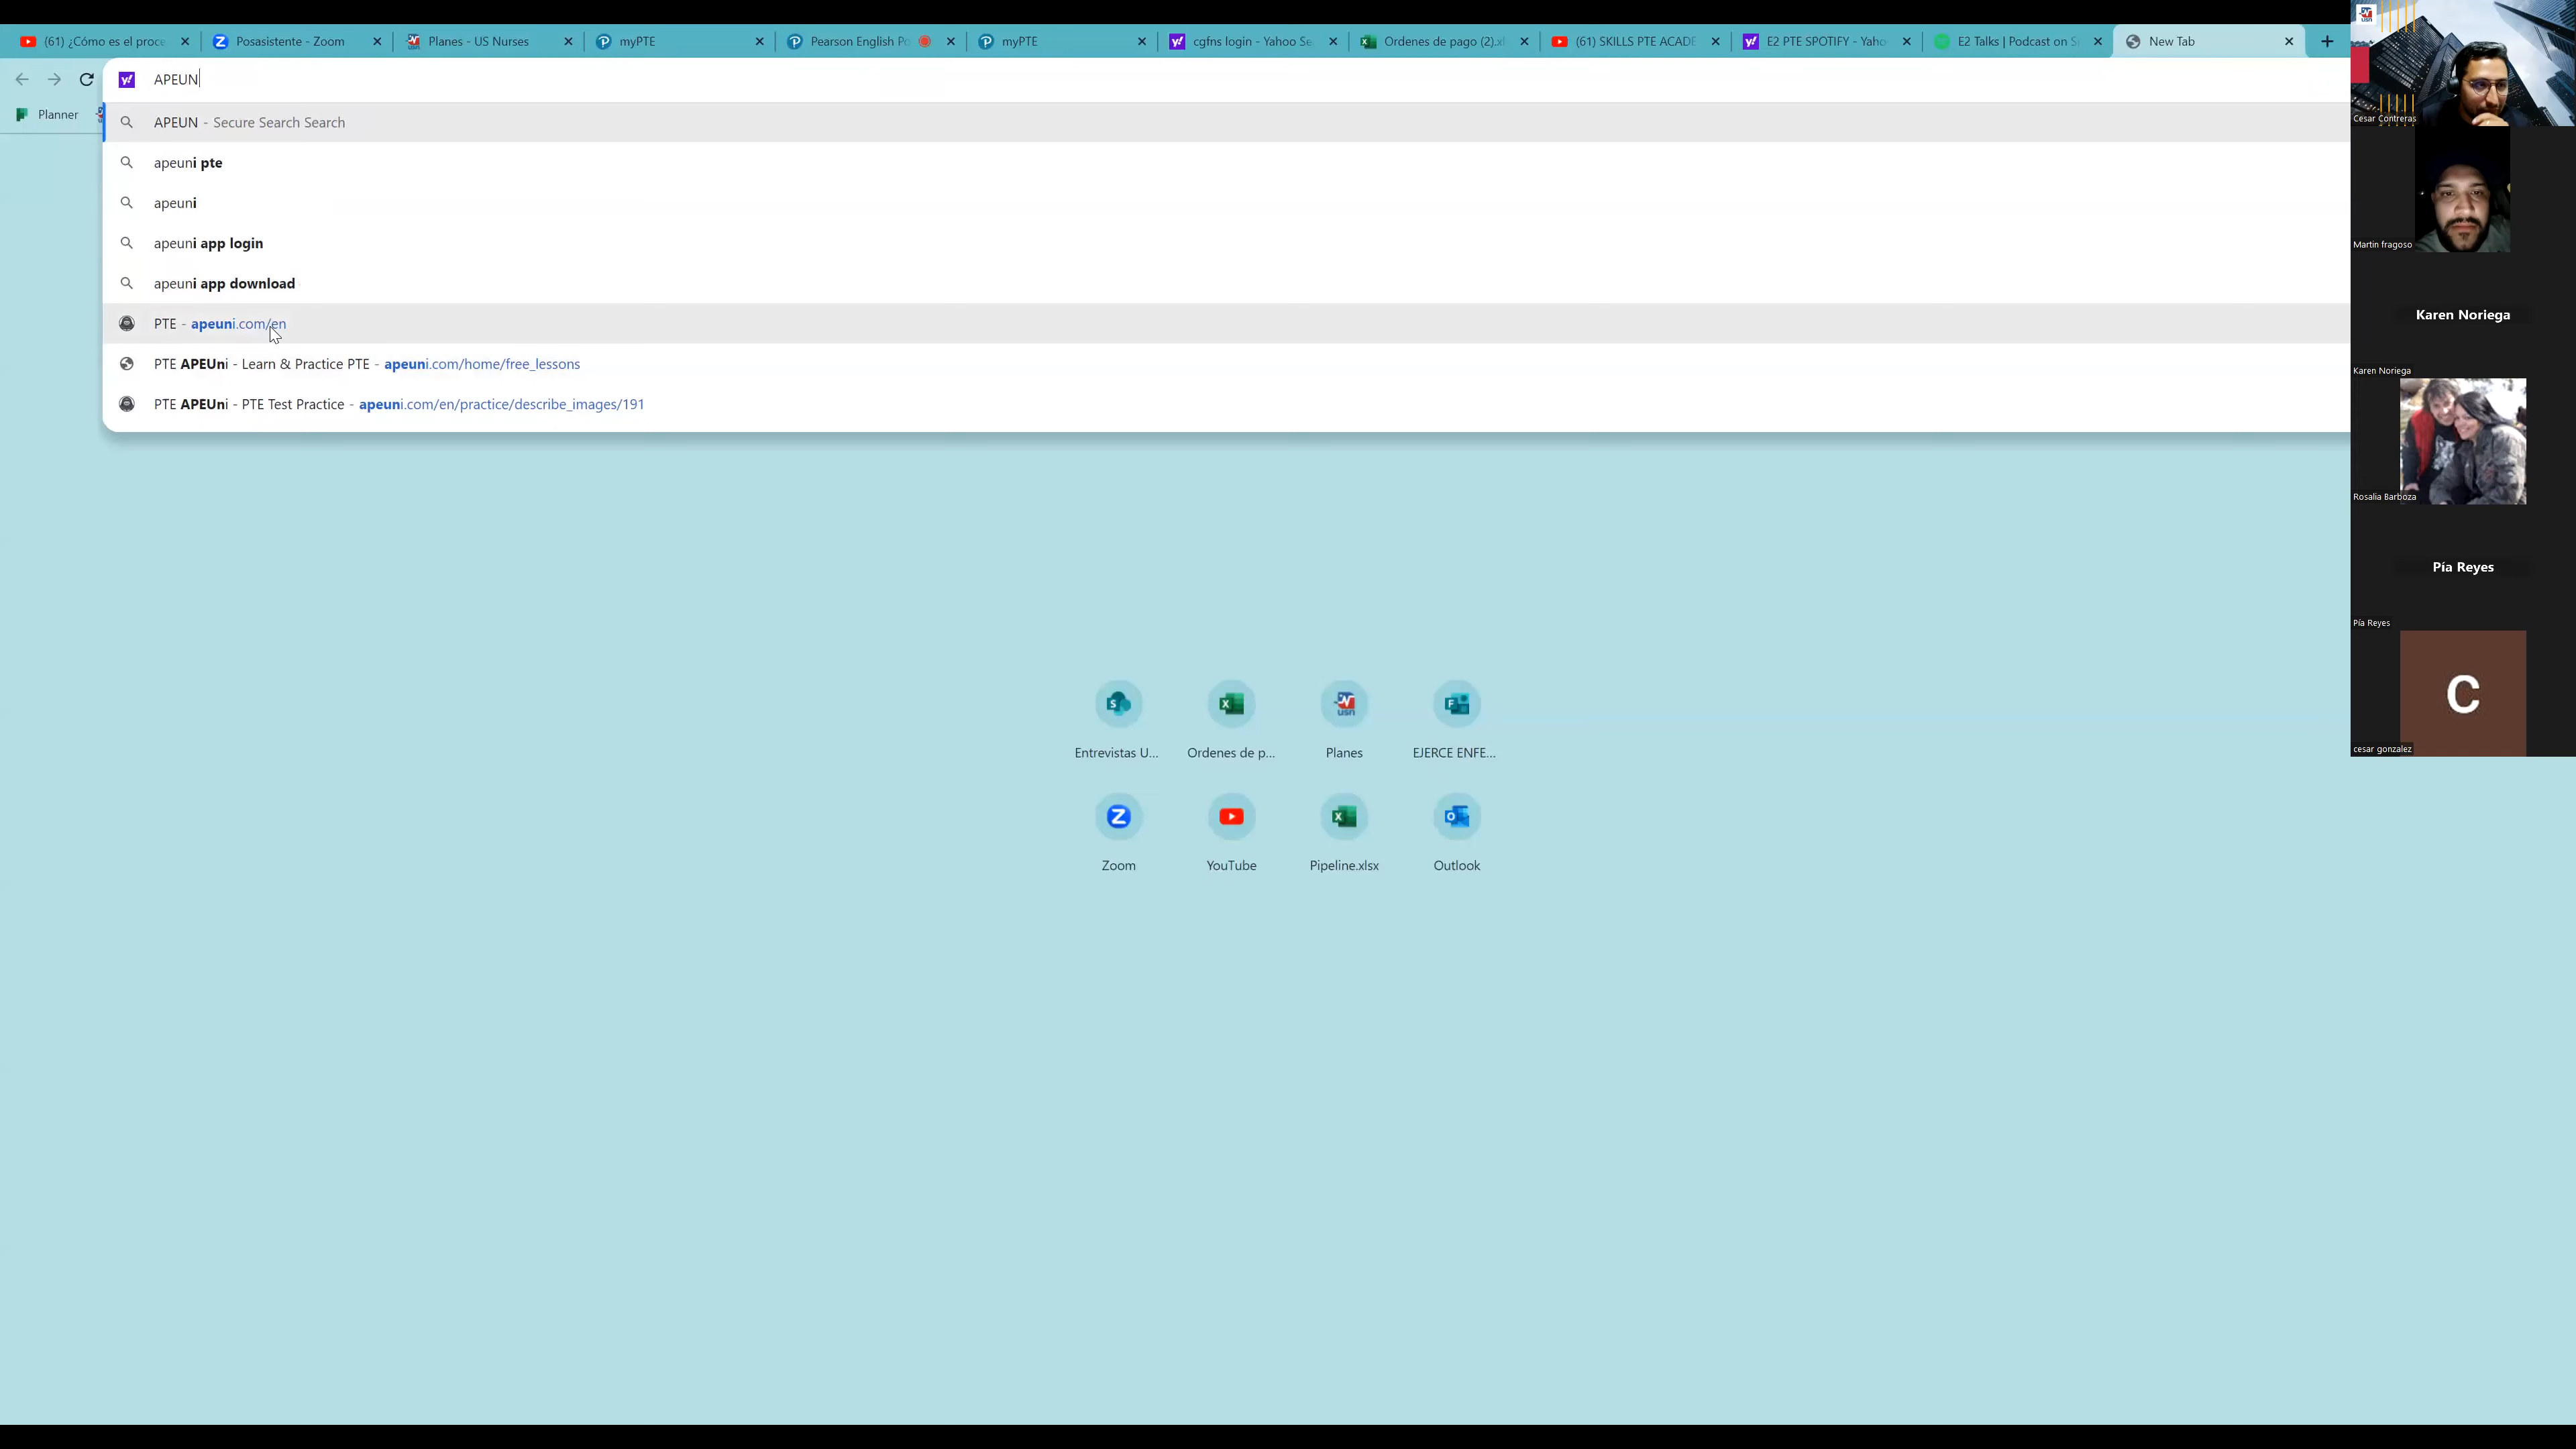 (61) ¿Cómo es el proce
Posasistente - Zoom
Planes - US Nurses
myPTE
Pearson English Po
myPTE
cgfns login - Yahoo Se
Ordenes de pago (2).xl
(61) SKILLS PTE ACADE
E2 PTE SPOTIFY - Yaho
E2 Talks | Podcast on S
New Tab
APEUN
Planner
APEUN - Secure Search Search
apeuni pte
apeuni
apeuni app login
apeuni app download
PTE - apeuni.com/en
PTE APEUni - Learn & Practice PTE - apeuni.com/home/free_lessons
PTE APEUni - PTE Test Practice - apeuni.com/en/practice/describe_images/191
Entrevistas U...
Ordenes de p...
Planes
EJERCE ENFE...
Zoom
YouTube
Pipeline.xlsx
Outlook
Cesar Contreras
Martin fragoso
Karen Noriega
Karen Noriega
Rosalia Barboza
Pía Reyes
Pía Reyes
C
cesar gonzalez